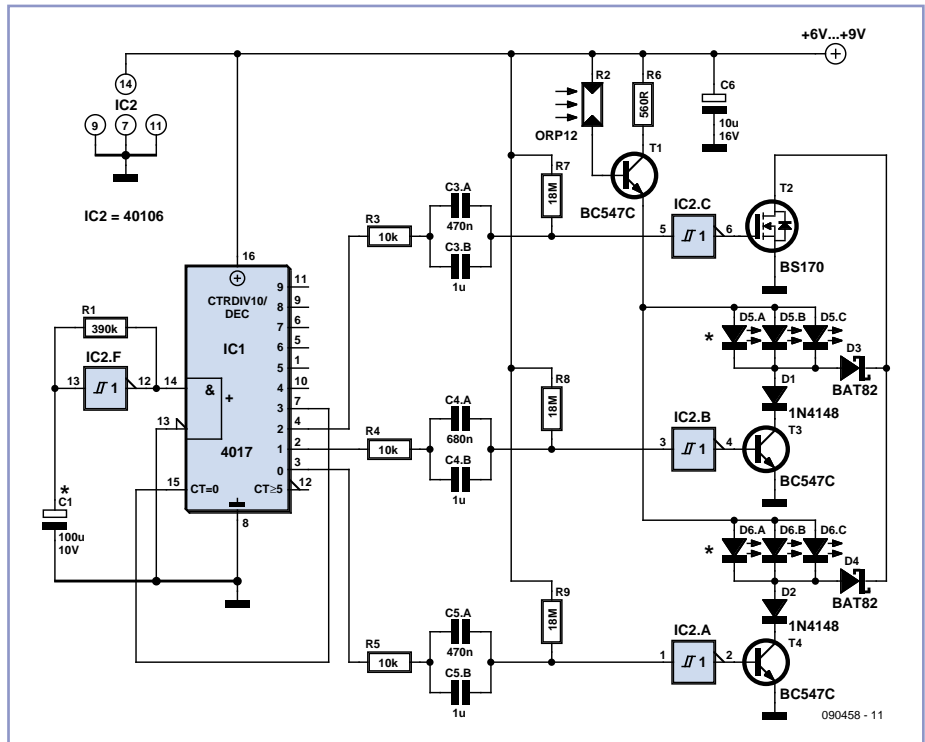 +6V...+9V
14
IC2
9
7
11
IC2 = 40106
R2
ORP12
R6
560R
C6
10u
16V
T1
BC547C
R7
18M
C3.A
470n
C3.B
1u
R3
10k
IC2.C
5
1
6
T2
BS170
16
CTRDIV10/
DEC
IC1
4017
&
+
CT=0
CT≥5
9
11
8
9
7
6
6
5
5
1
4
10
3
7
2
4
1
2
0
3
12
14
13
15
8
R1
390k
IC2.F
13
1
12
*
C1
100u
10V
D5.A
D5.B
D5.C
*
D3
BAT82
D1
1N4148
R8
18M
C4.A
680n
C4.B
1u
R4
10k
IC2.B
3
1
4
T3
BC547C
D6.A
D6.B
D6.C
*
D4
BAT82
D2
1N4148
R9
18M
C5.A
470n
C5.B
1u
R5
10k
IC2.A
1
1
2
T4
BC547C
090458 - 11